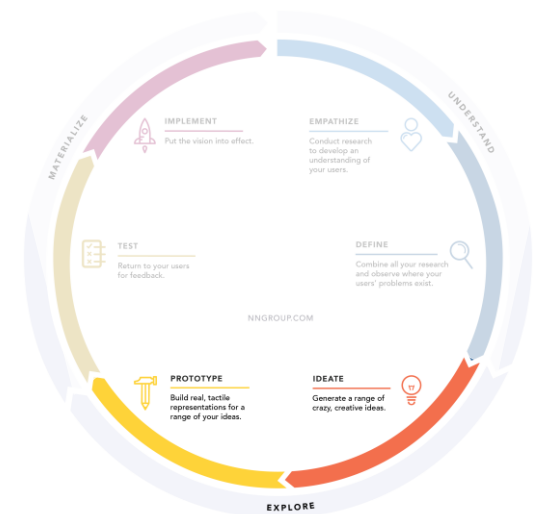 UNDERSTAND
EMPATHIZE
Conduct research
to develop an
understanding of
your users.
DEFINE
Combine all your research
and observe where your
users' problems exist.
EXPLORE
IDEATE
Generate a range of
crazy, creative ideas.
PROTOTYPE
Build real, tactile
representations for a
range of your ideas.
MATERIALIZE
TEST
Return to your users
for feedback.
IMPLEMENT
Put the vision into effect.
NNGROUP.COM